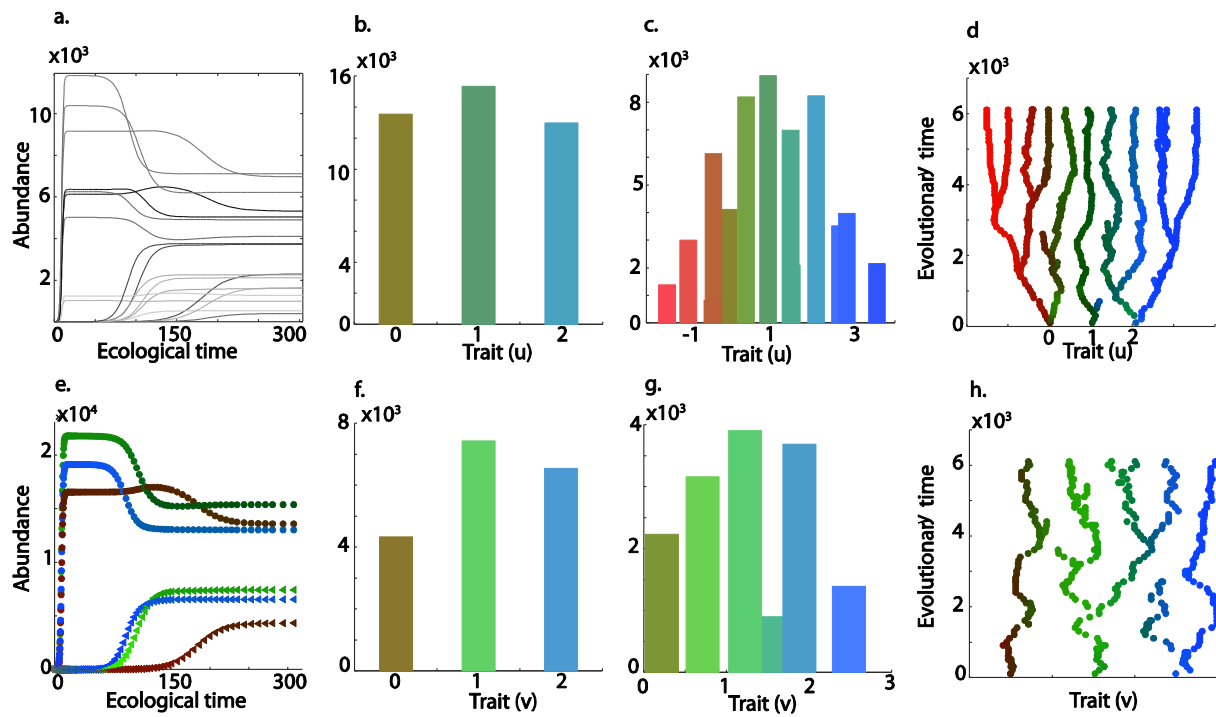 a.
x10³
10
6
2
0 150 300
Abundance
Ecological time
b.
x10³
16
10
4
0
0 1 2
Trait (u)
c.
x10³
8
5
2
0
-1 1 3
Trait (u)
d
x10³
6
4
2
0
0 1 2
Evolutionary time
Trait (u)
e.
x10⁴
2
1
0
0 150 300
Abundance
Ecological time
f.
x10³
8
4
0
0 1 2
Trait (v)
g.
x10³
4
2
0
0 1 2 3
Trait (v)
h.
x10³
6
4
2
0
Evolutionary time
Trait (v)